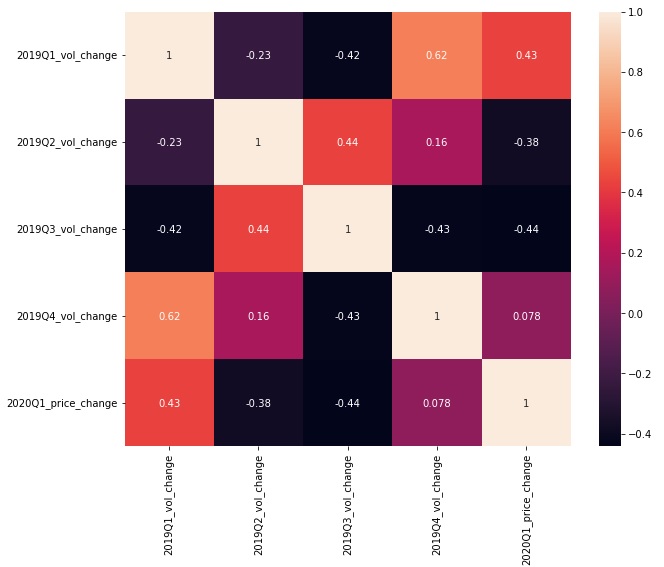 2019Q1_vol_change 1 -0.23 -0.42 0.62 0.43
2019Q2_vol_change -0.23 1 0.44 0.16 -0.38
2019Q3_vol_change -0.42 0.44 1 -0.43 -0.44
2019Q4_vol_change 0.62 0.16 -0.43 1 0.078
2020Q1_price_change 0.43 -0.38 -0.44 0.078 1
2019Q1_vol_change
2019Q2_vol_change
2019Q3_vol_change
2019Q4_vol_change
2020Q1_price_change
1.0
0.8
0.6
0.4
0.2
0.0
−0.2
−0.4